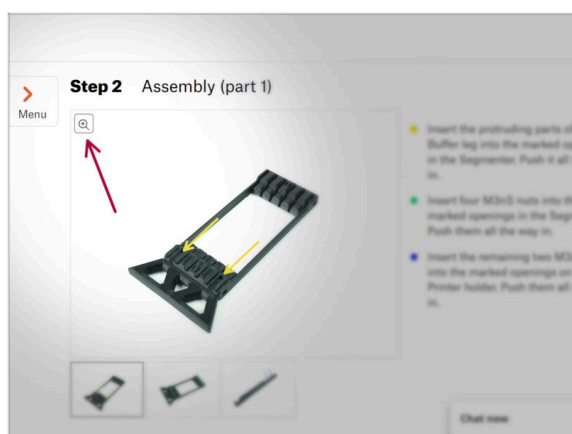 Step 2 Assembly (part 1)
Menu
Insert the protruding parts of
Buffer leg into the marked
in the Segmenter. Push it all
in.
Insert four M3nS nuts into
marked openings in the
Push them all the way in.
Insert the remaining two
into the marked openings on
Printer holder. Push them all
in.
Chat now